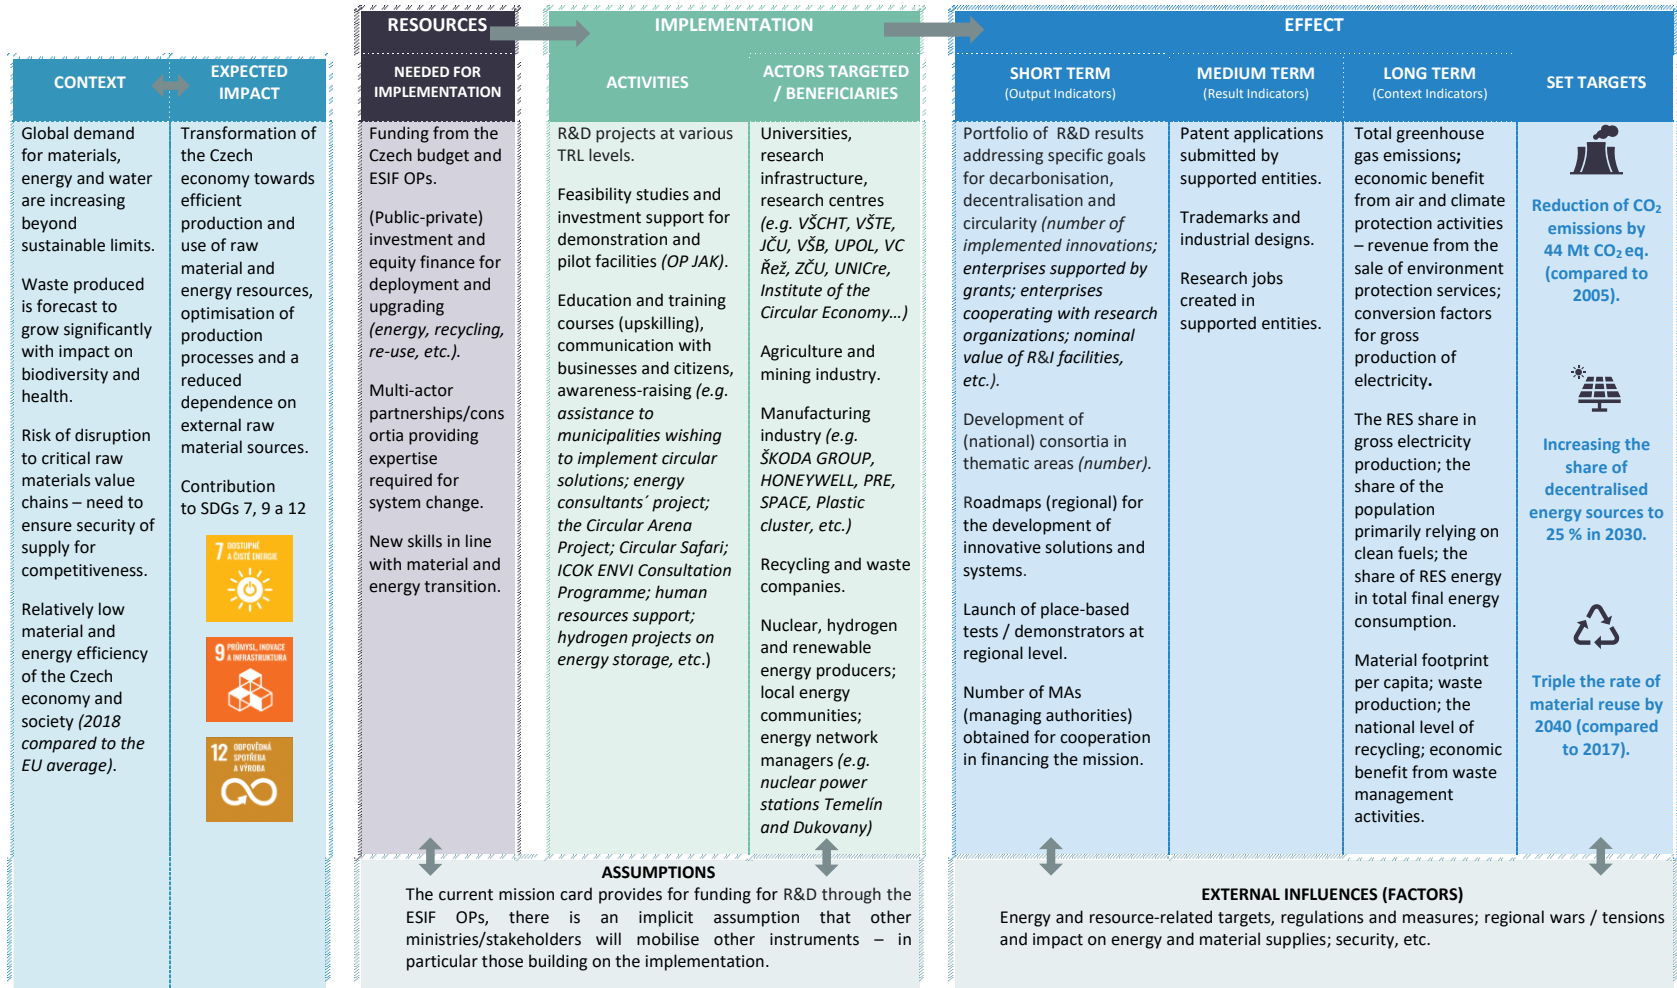 RESOURCES
IMPLEMENTATION
EFFECT
CONTEXT
EXPECTED
IMPACT
NEEDED FOR
IMPLEMENTATION
ACTIVITIES
ACTORS TARGETED
/ BENEFICIARIES
SHORT TERM
(Output Indicators)
MEDIUM TERM
(Result Indicators)
LONG TERM
(Context Indicators)
SET TARGETS
Global demand
for materials,
energy and water
are increasing
beyond
sustainable limits.
Waste produced
is forecast to
grow significantly
with impact on
biodiversity and
health.
Risk of disruption
to critical raw
materials value
chains – need to
ensure security of
supply for
competitiveness.
Relatively low
material and
energy efficiency
of the Czech
economy and
society (2018
compared to the
EU average).
Transformation of
the Czech
economy towards
efficient
production and
use of raw
material and
energy resources,
optimisation of
production
processes and a
reduced
dependence on
external raw
material sources.
Contribution
to SDGs 7, 9 a 12
7 DOSTUPNÉ
A ČISTÉ ENERGIE
9 PRŮMYSL, INOVACE
A INFRASTRUKTURA
12 ODPOVĚDNÁ
SPOTŘEBA
A VÝROBA
Funding from the
Czech budget and
ESIF OPs.
(Public-private)
investment and
equity finance for
deployment and
upgrading
(energy, recycling,
re-use, etc.).
Multi-actor
partnerships/cons
ortia providing
expertise
required for
system change.
New skills in line
with material and
energy transition.
R&D projects at various
TRL levels.
Feasibility studies and
investment support for
demonstration and
pilot facilities (OP JAK).
Education and training
courses (upskilling),
communication with
businesses and citizens,
awareness-raising (e.g.
assistance to
municipalities wishing
to implement circular
solutions; energy
consultants´ project;
the Circular Arena
Project; Circular Safari;
ICOK ENVI Consultation
Programme; human
resources support;
hydrogen projects on
energy storage, etc.)
Universities,
research
infrastructure,
research centres
(e.g. VŠCHT, VŠTE,
JČU, VŠB, UPOL, VC
Řež, ZČU, UNICre,
Institute of the
Circular Economy…)
Agriculture and
mining industry.
Manufacturing
industry (e.g.
ŠKODA GROUP,
HONEYWELL, PRE,
SPACE, Plastic
cluster, etc.)
Recycling and waste
companies.
Nuclear, hydrogen
and renewable
energy producers;
local energy
communities;
energy network
managers (e.g.
nuclear power
stations Temelín
and Dukovany)
Portfolio of R&D results
addressing specific goals
for decarbonisation,
decentralisation and
circularity (number of
implemented innovations;
enterprises supported by
grants; enterprises
cooperating with research
organizations; nominal
value of R&I facilities,
etc.).
Development of
(national) consortia in
thematic areas (number).
Roadmaps (regional) for
the development of
innovative solutions and
systems.
Launch of place-based
tests / demonstrators at
regional level.
Number of MAs
(managing authorities)
obtained for cooperation
in financing the mission.
Patent applications
submitted by
supported entities.
Trademarks and
industrial designs.
Research jobs
created in
supported entities.
Total greenhouse
gas emissions;
economic benefit
from air and climate
protection activities
– revenue from the
sale of environment
protection services;
conversion factors
for gross
production of
electricity.
The RES share in
gross electricity
production; the
share of the
population
primarily relying on
clean fuels; the
share of RES energy
in total final energy
consumption.
Material footprint
per capita; waste
production; the
national level of
recycling; economic
benefit from waste
management
activities.
Reduction of CO₂
emissions by
44 Mt CO₂ eq.
(compared to
2005).
Increasing the
share of
decentralised
energy sources to
25 % in 2030.
Triple the rate of
material reuse by
2040 (compared
to 2017).
ASSUMPTIONS
The current mission card provides for funding for R&D through the
ESIF OPs, there is an implicit assumption that other
ministries/stakeholders will mobilise other instruments – in
particular those building on the implementation.
EXTERNAL INFLUENCES (FACTORS)
Energy and resource-related targets, regulations and measures; regional wars / tensions
and impact on energy and material supplies; security, etc.